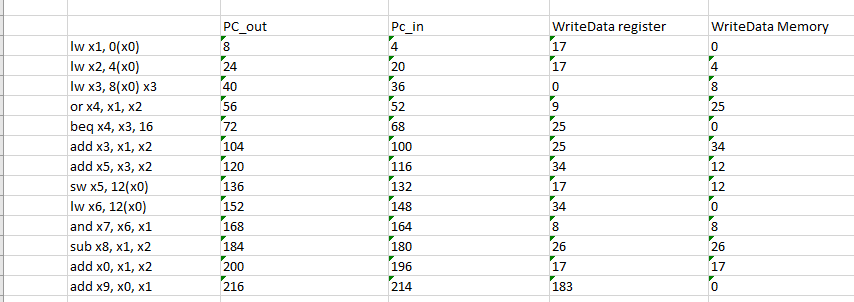 PC_out Pc_in WriteData register WriteData Memory
lw x1, 0(x0) 8 4 17 0
lw x2, 4(x0) 24 20 17 4
lw x3, 8(x0) x3 40 36 0 8
or x4, x1, x2 56 52 9 25
beq x4, x3, 16 72 68 25 0
add x3, x1, x2 104 100 25 34
add x5, x3, x2 120 116 34 12
sw x5, 12(x0) 136 132 17 12
lw x6, 12(x0) 152 148 34 0
and x7, x6, x1 168 164 8 8
sub x8, x1, x2 184 180 26 26
add x0, x1, x2 200 196 17 17
add x9, x0, x1 216 214 183 0